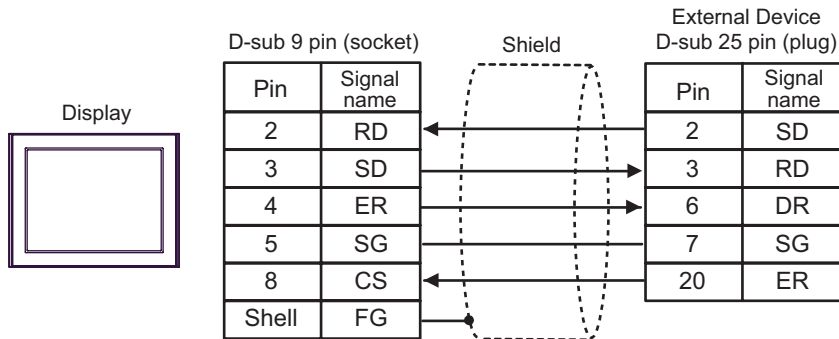 External Device
D-sub 9 pin (socket)
Shield
D-sub 25 pin (plug)
Display
Pin
Signal name
2 RD
3 SD
4 ER
5 SG
8 CS
Shell FG
Pin
Signal name
2 SD
3 RD
6 DR
7 SG
20 ER